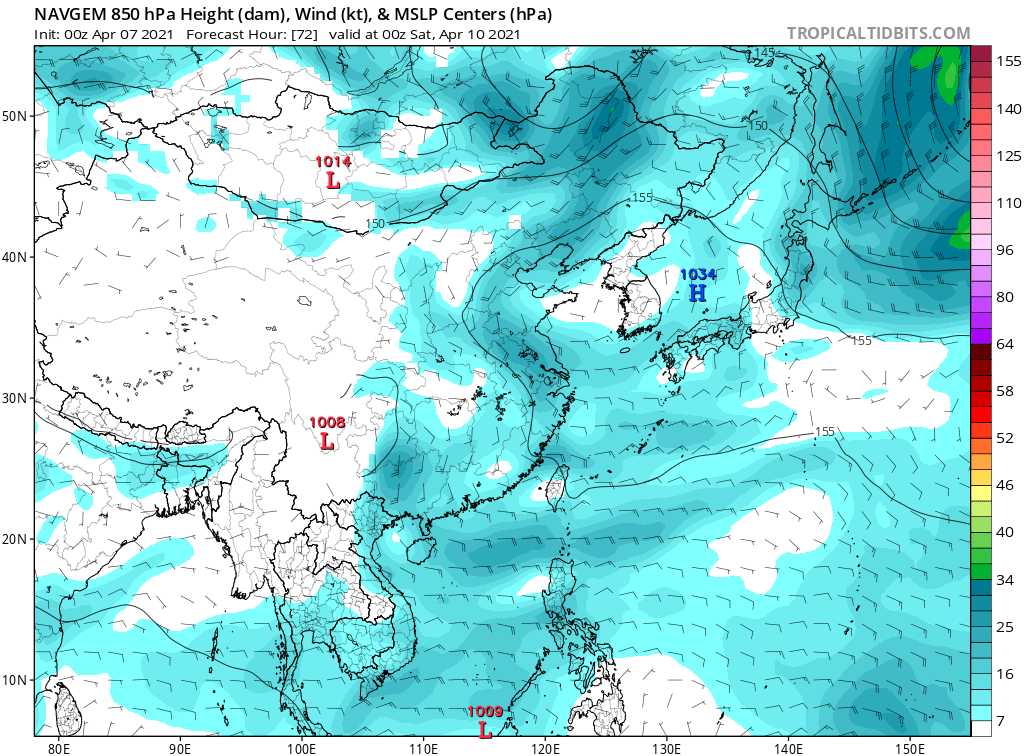 NAVGEM 850 hPa Height (dam), Wind (kt), & MSLP Centers (hPa)
Init: 00z Apr 07 2021 Forecast Hour: [72] valid at 00z Sat, Apr 10 2021
TROPICALTIDBITS.COM
145
155
50N
150
140
1014
L
125
155
150
110
40N
96
1034
H
80
64
155
58
30N
1008
L
155
52
46
40
20N
34
25
16
10N
1009
L
7
80E 90E 100E 110E 120E 130E 140E 150E